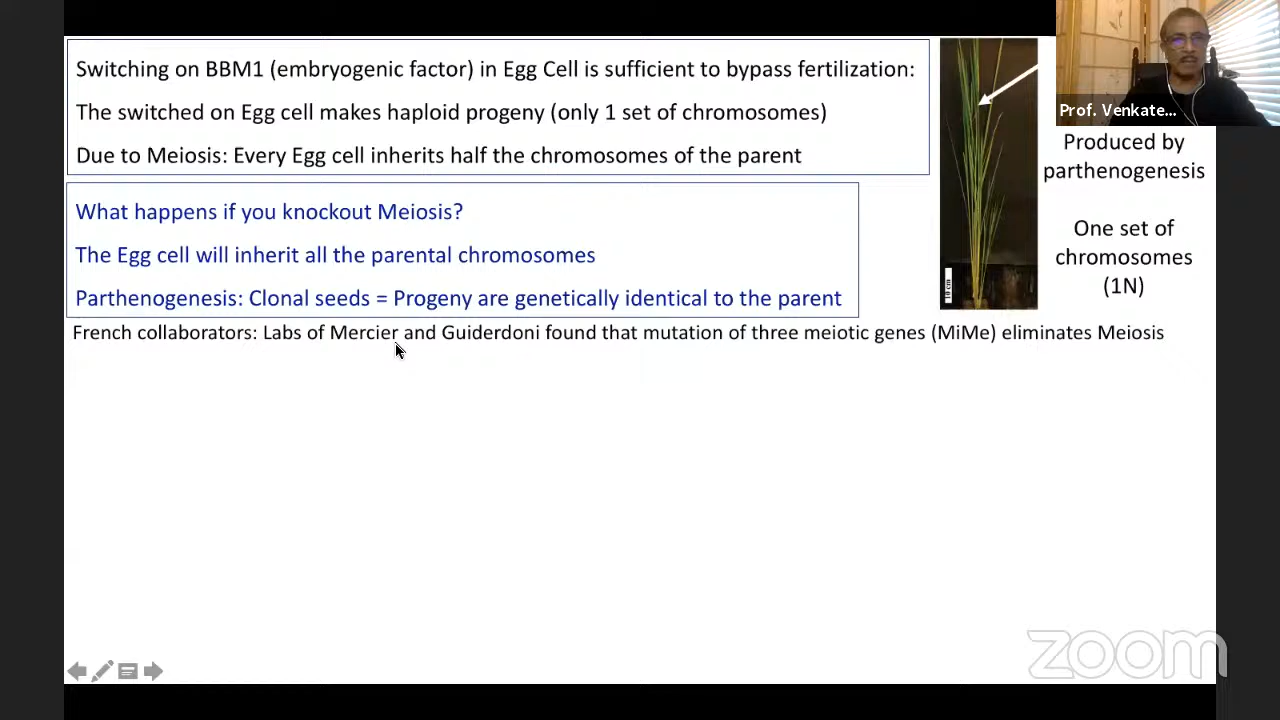 Switching on BBM1 (embryogenic factor) in Egg Cell is sufficient to bypass fertilization:
The switched on Egg cell makes haploid progeny (only 1 set of chromosomes)
Due to Meiosis: Every Egg cell inherits half the chromosomes of the parent
What happens if you knockout Meiosis?
The Egg cell will inherit all the parental chromosomes
Parthenogenesis: Clonal seeds = Progeny are genetically identical to the parent
French collaborators: Labs of Mercier and Guiderdoni found that mutation of three meiotic genes (MiMe) eliminates Meiosis
10 cm
Prof. Venkate...
Produced by
parthenogenesis
One set of
chromosomes
(1N)
zoom